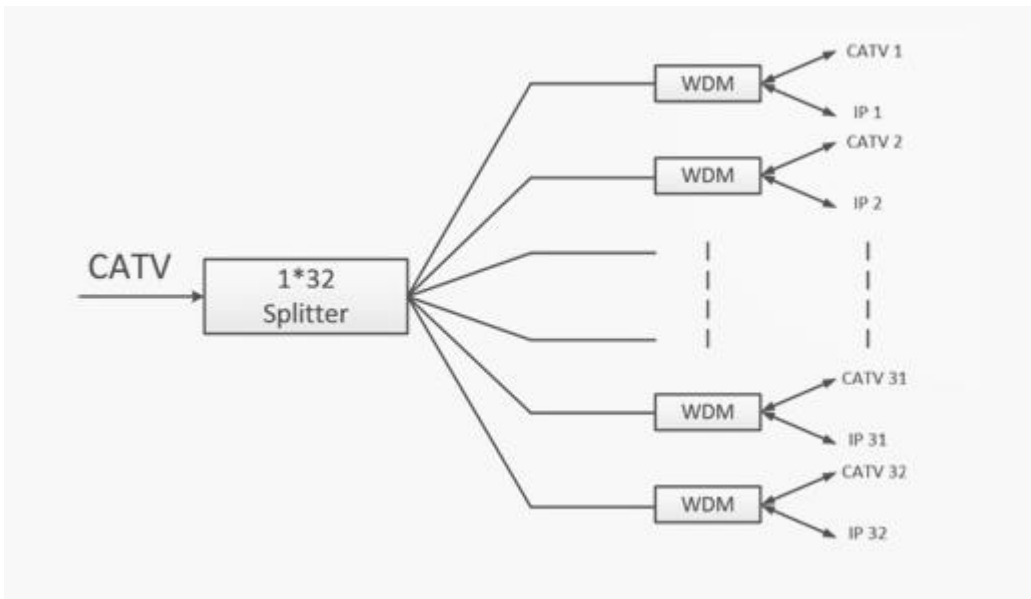 CATV
1*32
Splitter
WDM
CATV 1
IP 1
WDM
CATV 2
IP 2
WDM
CATV 31
IP 31
WDM
CATV 32
IP 32